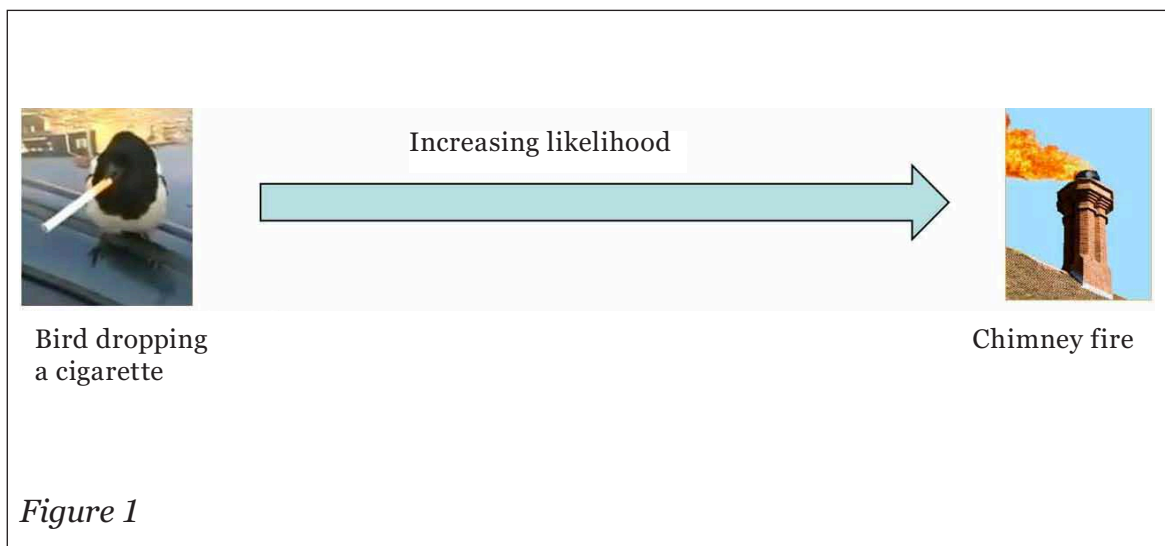 Increasing likelihood
Bird dropping
a cigarette
Chimney fire
Figure 1